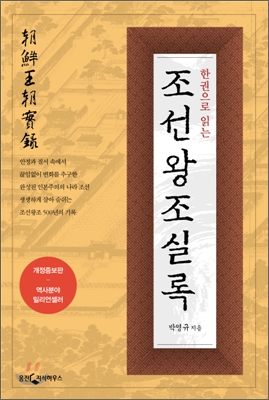 朝鮮王朝實錄
한권으로 읽는
조선왕조실록
박영규 지음
안정과 질서 속에서
끊임없이 변화를 추구한
완성된 인본주의의 나라 조선
생생하게 살아 숨쉬는
조선왕조 500년의 기록
개정증보판
역사분야
밀리언셀러
웅진 지식하우스